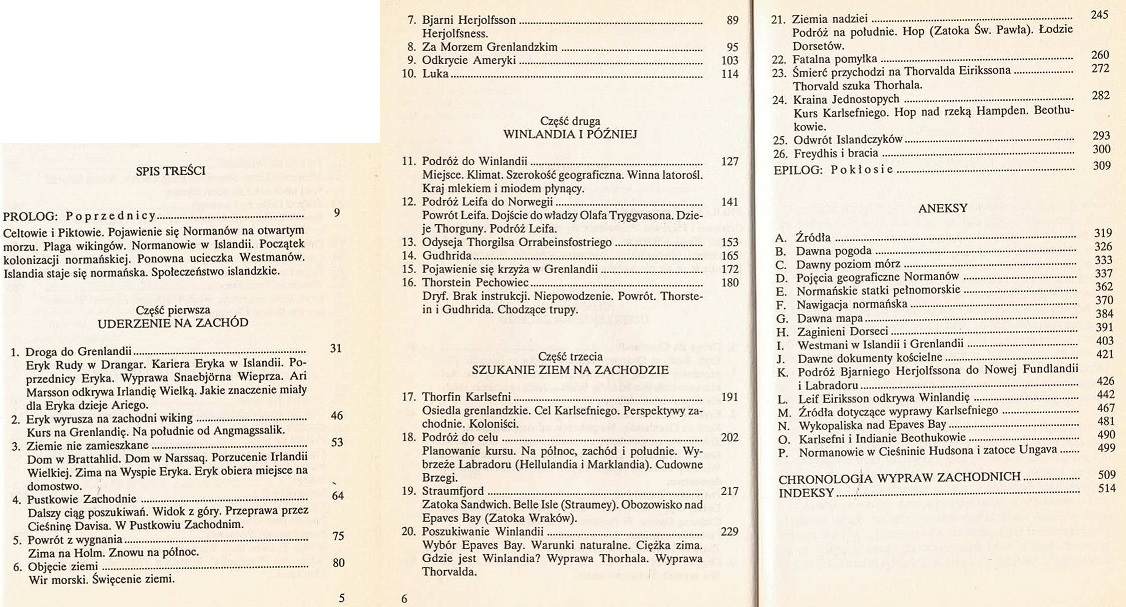 SPIS TREŚCI
PROLOG: Poprzednicy 9
Celtowie i Piktowie. Pojawienie się Normanów na otwartym
morzu. Plaga wikingów. Normanowie w Islandii. Początek
kolonizacji normańskiej. Ponowna ucieczka Westmanów.
Islandia staje się normańska. Społeczeństwo islandzkie.
Część pierwsza
UDERZENIE NA ZACHÓD
1. Droga do Grenlandii 31
Eryk Rudy w Drangar. Kariera Eryka w Islandii. Po-
przednicy Eryka. Wyprawa Snaebjörna Wieprza. Ari
Marsson odkrywa Irlandię Wielką. Jakie znaczenie miały
dla Eryka dzieje Ariego.
2. Eryk wyrusza na zachodni wiking 46
Kurs na Grenlandię. Na południe od Angmagssalik.
3. Ziemie nie zamieszkane 53
Dom w Brattahlid. Dom w Narssaq. Porzucenie Irlandii
Wielkiej. Zima na Wyspie Eryka. Eryk obiera miejsce na
domostwo.
4. Pustkowie Zachodnie 64
Dalszy ciąg poszukiwań. Widok z góry. Przeprawa przez
Cieśninę Davisa. W Pustkowiu Zachodnim.
5. Powrót z wygnania 75
Zima na Holm. Znowu na północ.
6. Objęcie ziemi 80
Wir morski. Święcenie ziemi.
5
7. Bjarni Herjolfsson 89
Herjolfsness.
8. Za Morzem Grenlandzkim 95
9. Odkrycie Ameryki 103
10. Luka 114
Część druga
WINLANDIA I PÓŹNIEJ
11. Podróż do Winlandii 127
Miejsce. Klimat. Szerokość geograficzna. Winna latorośl.
Kraj mlekiem i miodem płynący.
12. Podróż Leifa do Norwegii 141
Powrót Leifa. Dojście do władzy Olafa Tryggvasona. Dzie-
je Thorguny. Podróż Leifa.
13. Odyseja Thorgilsa Orrabeinsfostriego 153
14. Gudhrida 165
15. Pojawienie się krzyża w Grenlandii 172
16. Thorstein Pechowiec 180
Dryf. Brak instrukcji. Niepowodzenie. Powrót. Thorste-
in i Gudhrida. Chodzące trupy.
Część trzecia
SZUKANIE ZIEM NA ZACHODZIE
17. Thorfin Karlsefni 191
Osiedla grenlandzkie. Cel Karlsefniego. Perspektywy za-
chodnie. Koloniści.
18. Podróż do celu 202
Planowanie kursu. Na północ, zachód i południe. Wy-
brzeże Labradoru (Hellulandia i Marklandia). Cudowne
Brzegi.
19. Straumfjord 217
Zatoka Sandwich. Belle Isle (Straumey). Obozowisko nad
Epaves Bay (Zatoka Wraków).
20. Poszukiwanie Winlandii 229
Wybór Epaves Bay. Warunki naturalne. Ciężka zima.
Gdzie jest Winlandia? Wyprawa Thorhala. Wyprawa
Thorvalda.
6
21. Ziemia nadziei 245
Podróż na południe. Hop (Zatoka Św. Pawła). Łodzie
Dorsetów.
22. Fatalna pomyłka 260
23. Śmierć przychodzi na Thorvalda Eirikssona 272
Thorvald szuka Thorhala.
24. Kraina Jednostopych 282
Kurs Karlsefniego. Hop nad rzeką Hampden. Beothu-
kowie.
25. Odwrót Islandczyków 293
26. Freydhis i bracia 300
EPILOG: Pokłosie 309
ANEKSY
A. Źródła 319
B. Dawna pogoda 326
C. Dawny poziom mórz 333
D. Pojęcia geograficzne Normanów 337
E. Normańskie statki pełnomorskie 362
F. Nawigacja normańska 370
G. Dawna mapa 384
H. Zaginieni Dorseci 391
I. Westmani w Islandii i Grenlandii 403
J. Dawne dokumenty kościelne 421
K. Podróż Bjarniego Herjolfssona do Nowej Fundlandii
i Labradoru 426
L. Leif Eiriksson odkrywa Winlandię 442
M. Źródła dotyczące wyprawy Karlsefniego 467
N. Wykopaliska nad Epaves Bay 481
O. Karlsefni i Indianie Beothukowie 490
P. Normanowie w Cieśninie Hudsona i zatoce Ungava 499
CHRONOLOGIA WYPRAW ZACHODNICH 509
INDEKSY 514